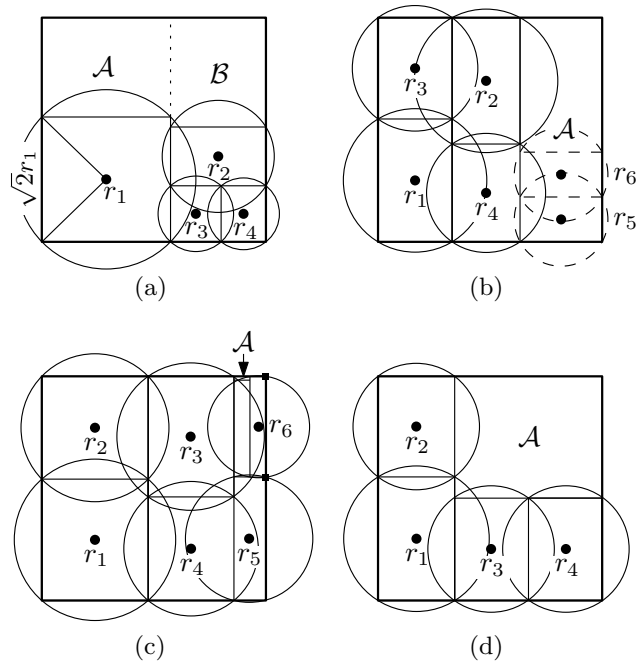 𝒜
ℬ
√2r₁
r₁
r₂
r₃
r₄
(a)
r₃
r₂
𝒜
r₁
r₄
r₆
r₅
(b)
𝒜
r₂
r₃
r₆
r₁
r₄
r₅
(c)
r₂
𝒜
r₁
r₃
r₄
(d)